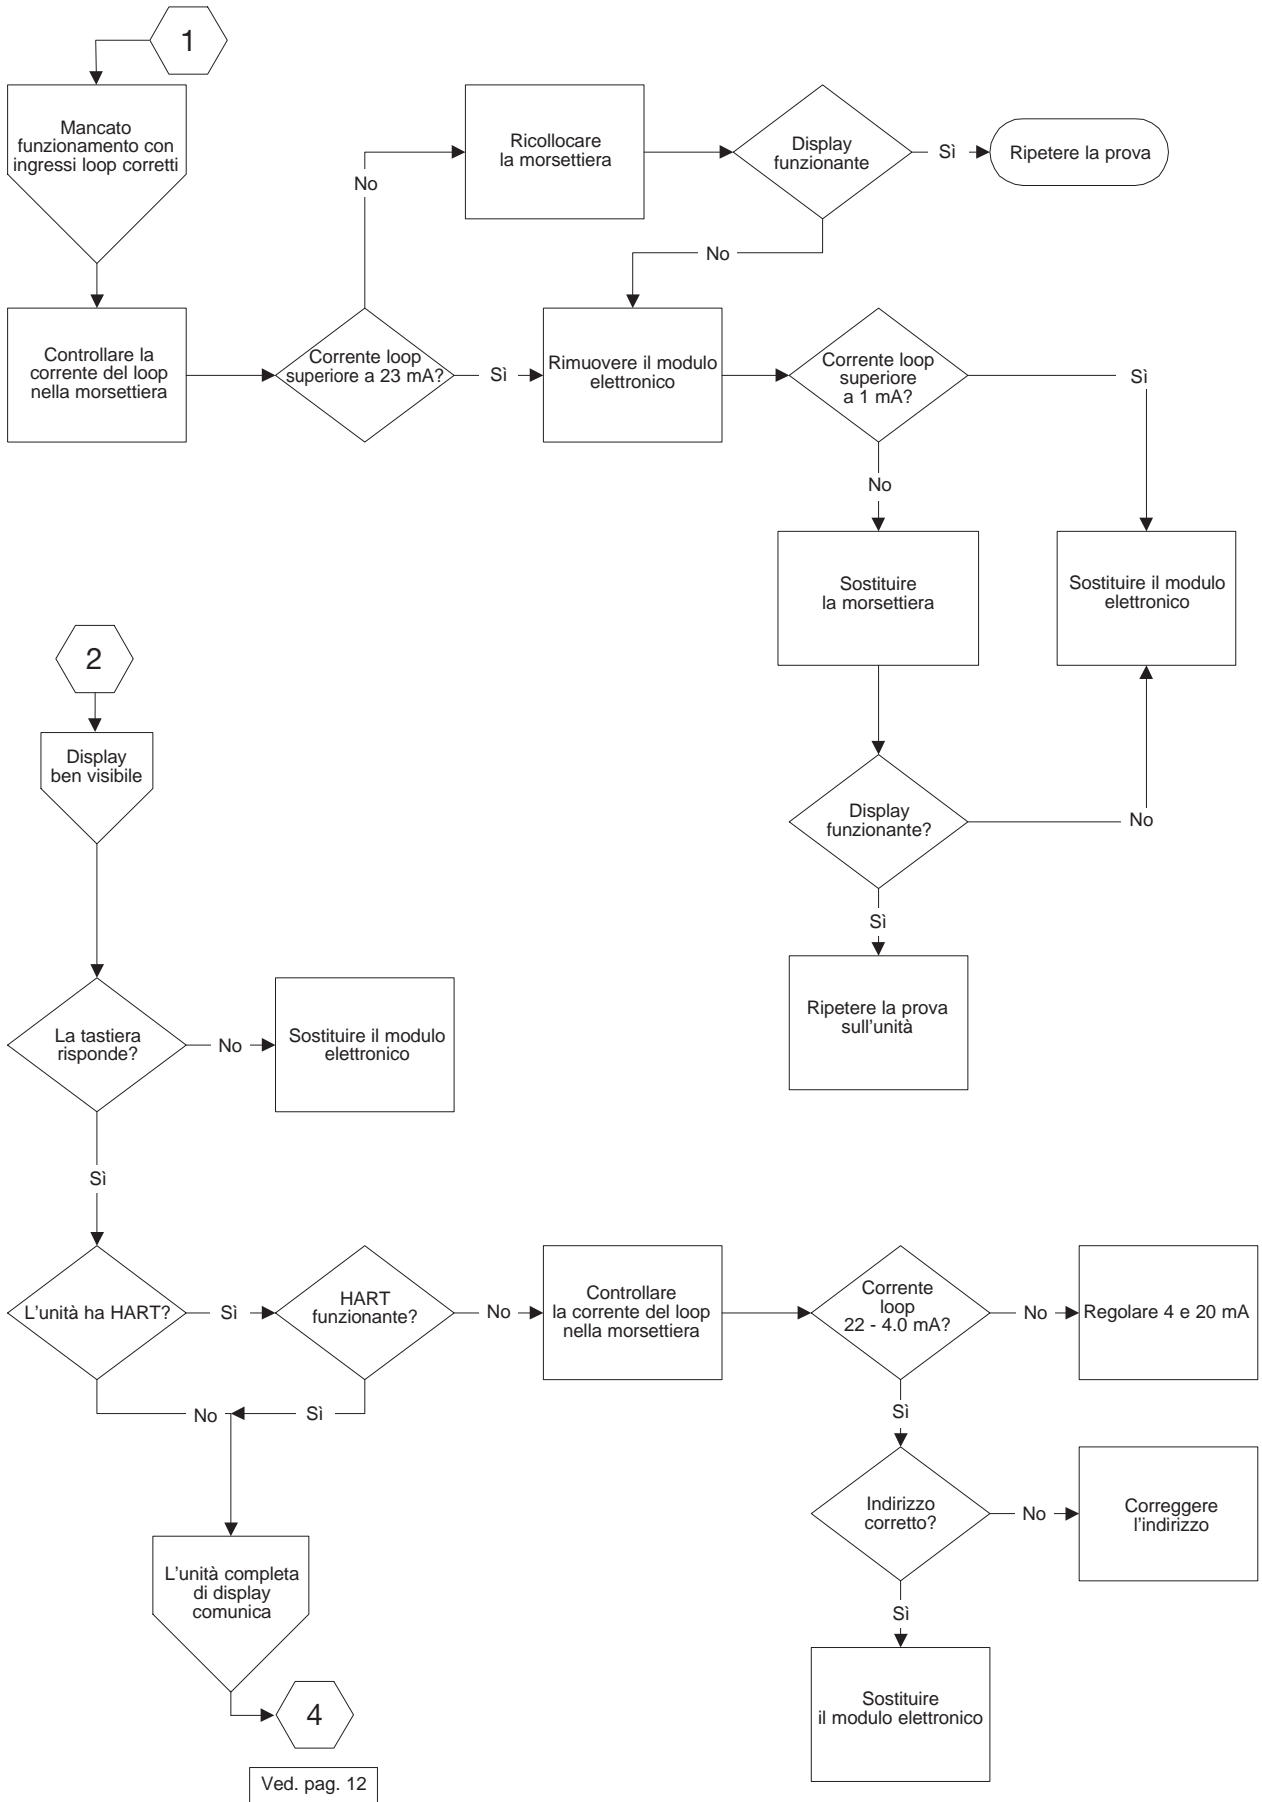 1
Mancato
funzionamento con
ingressi loop corretti
Ricollocare
la morsettiera
Display
funzionante
Sì
Ripetere la prova
No
No
Controllare la
corrente del loop
nella morsettiera
Corrente loop
superiore a 23 mA?
Sì
Rimuovere il modulo
elettronico
Corrente loop
superiore
a 1 mA?
Sì
No
Sostituire
la morsettiera
Sostituire il modulo
elettronico
Display
funzionante?
No
Sì
Ripetere la prova
sull'unità
2
Display
ben visibile
La tastiera
risponde?
No
Sostituire il modulo
elettronico
Sì
L'unità ha HART?
Sì
HART
funzionante?
No
Controllare
la corrente del loop
nella morsettiera
Corrente
loop
22 - 4.0 mA?
No
Regolare 4 e 20 mA
No
Sì
Sì
Indirizzo
corretto?
No
Correggere
l'indirizzo
Sì
Sostituire
il modulo elettronico
L'unità completa
di display
comunica
4
Ved. pag. 12